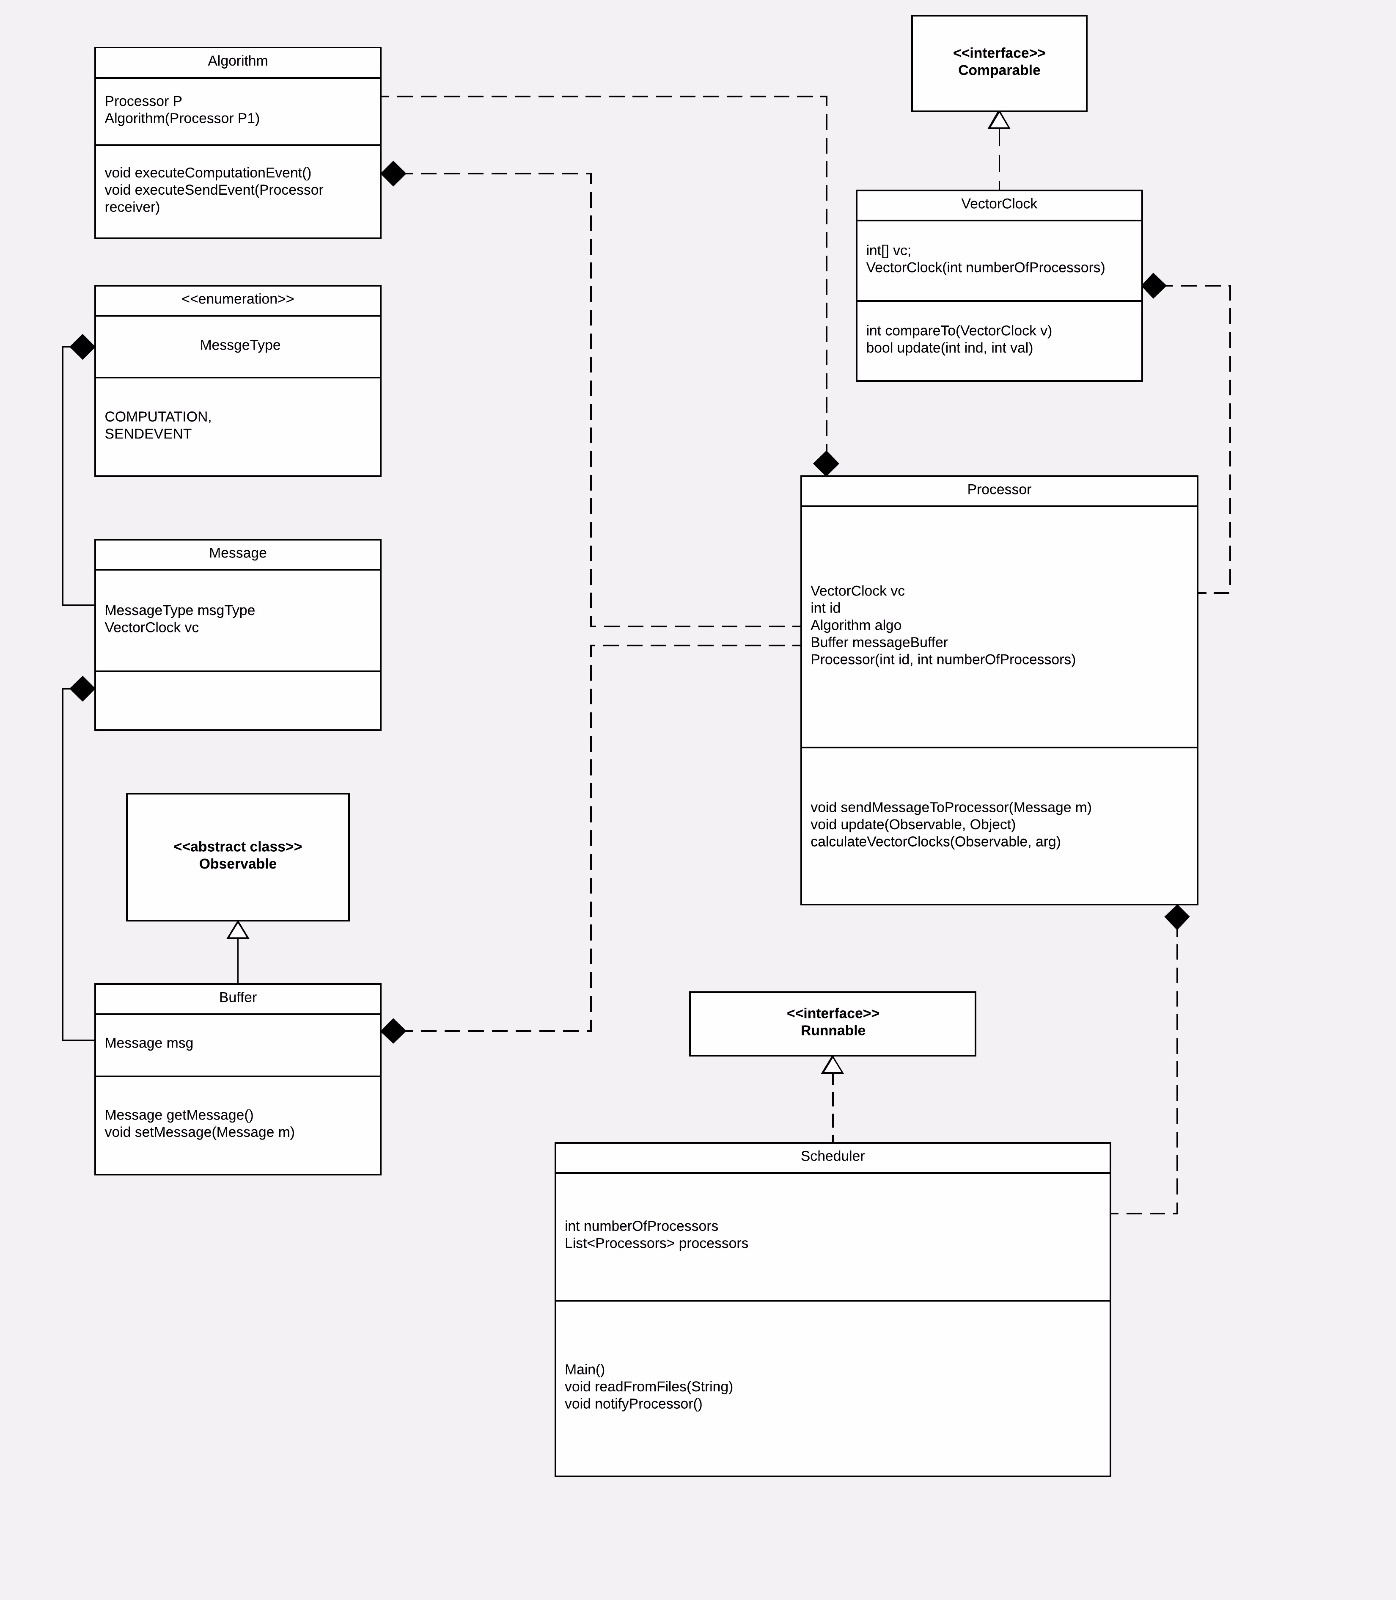 Algorithm
Processor P
Algorithm(Processor P1)
void executeComputationEvent()
void executeSendEvent(Processor
receiver)
<<interface>>
Comparable
VectorClock
int[] vc;
VectorClock(int numberOfProcessors)
int compareTo(VectorClock v)
bool update(int ind, int val)
<<enumeration>>
MessgeType
COMPUTATION,
SENDEVENT
Processor
VectorClock vc
int id
Algorithm algo
Buffer messageBuffer
Processor(int id, int numberOfProcessors)
void sendMessageToProcessor(Message m)
void update(Observable, Object)
calculateVectorClocks(Observable, arg)
Message
MessageType msgType
VectorClock vc
<<abstract class>>
Observable
Buffer
Message msg
Message getMessage()
void setMessage(Message m)
<<interface>>
Runnable
Scheduler
int numberOfProcessors
List<Processors> processors
Main()
void readFromFiles(String)
void notifyProcessor()